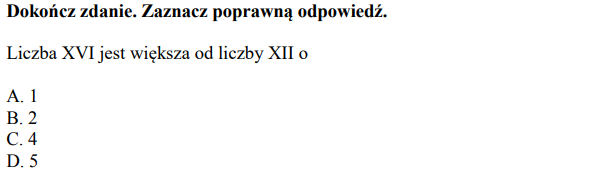 Dokończ zdanie. Zaznacz poprawną odpowiedź.
Liczba XVI jest większa od liczby XII o
A. 1
B. 2
C. 4
D. 5